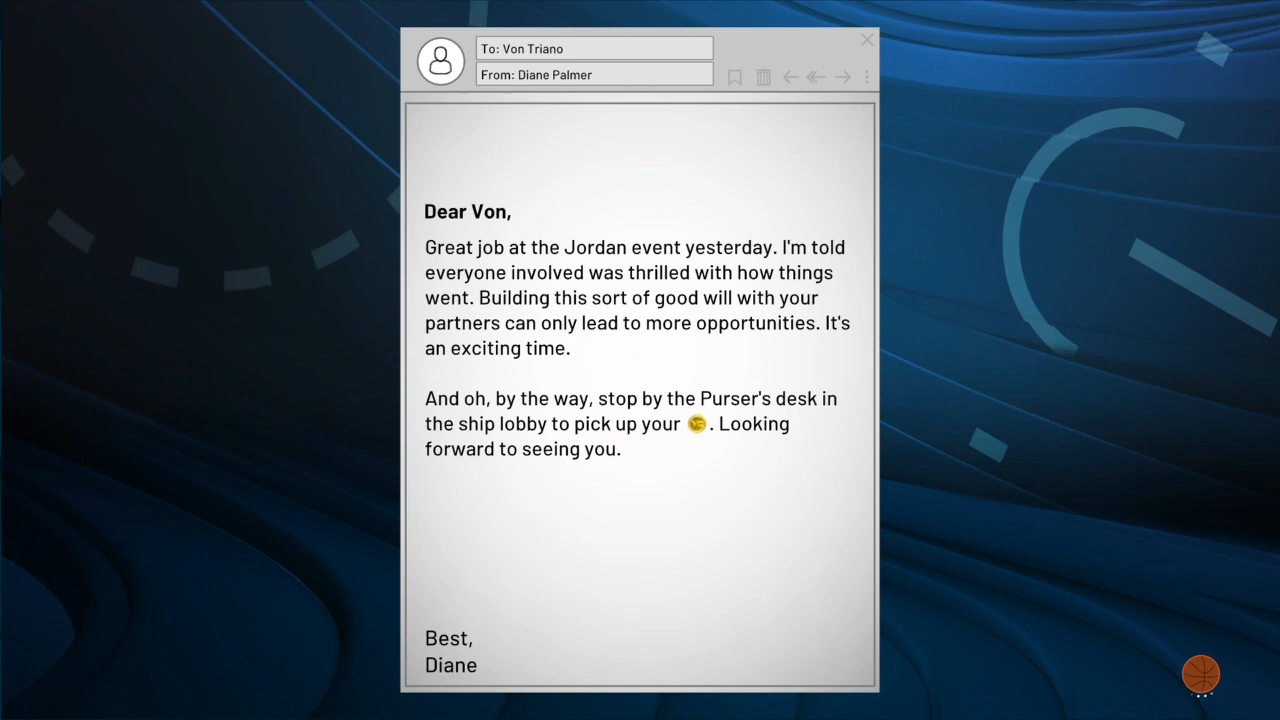 To: Von Triano
From: Diane Palmer
Dear Von,
Great job at the Jordan event yesterday. I'm told
everyone involved was thrilled with how things
went. Building this sort of good will with your
partners can only lead to more opportunities. It's
an exciting time.
And oh, by the way, stop by the Purser's desk in
the ship lobby to pick up your . Looking
forward to seeing you.
Best,
Diane